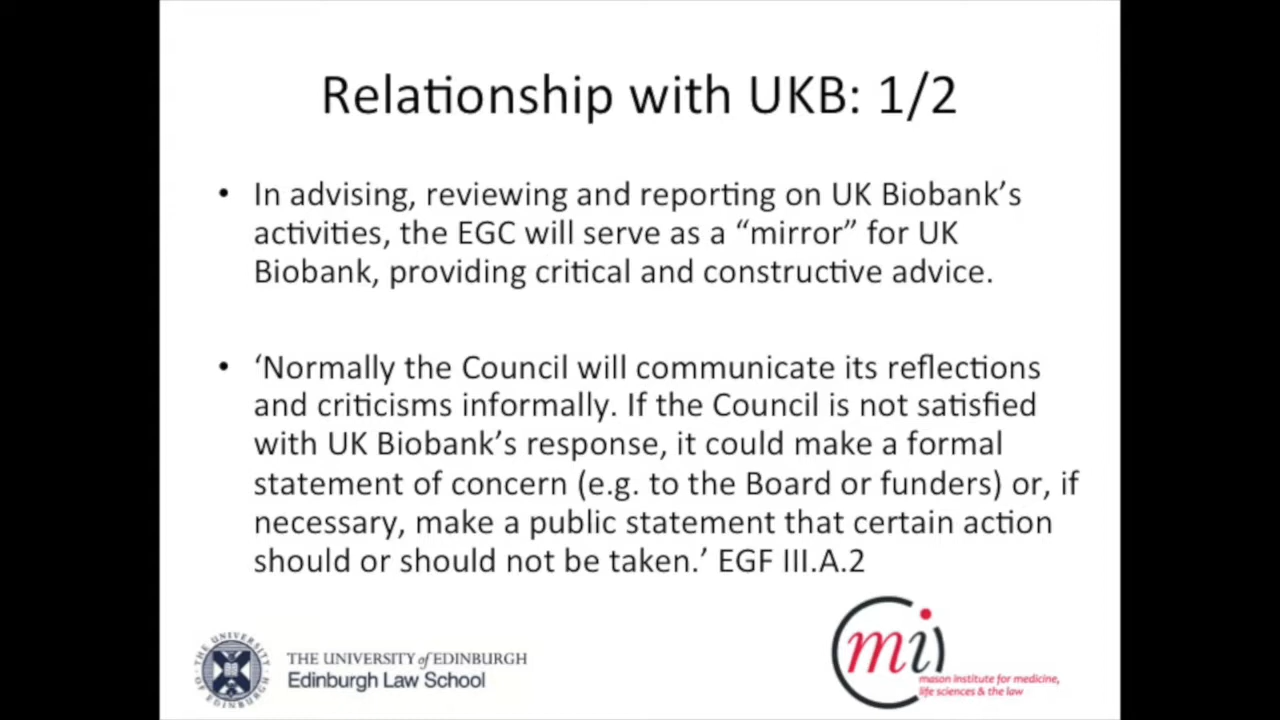 Relationship with UKB: 1/2
• In advising, reviewing and reporting on UK Biobank’s
activities, the EGC will serve as a “mirror” for UK
Biobank, providing critical and constructive advice.
• ‘Normally the Council will communicate its reflections
and criticisms informally. If the Council is not satisfied
with UK Biobank’s response, it could make a formal
statement of concern (e.g. to the Board or funders) or, if
necessary, make a public statement that certain action
should or should not be taken.’ EGF III.A.2
THE UNIVERSITY OF EDINBURGH
THE UNIVERSITY of EDINBURGH
Edinburgh Law School
mi
mason institute for medicine,
life sciences & the law